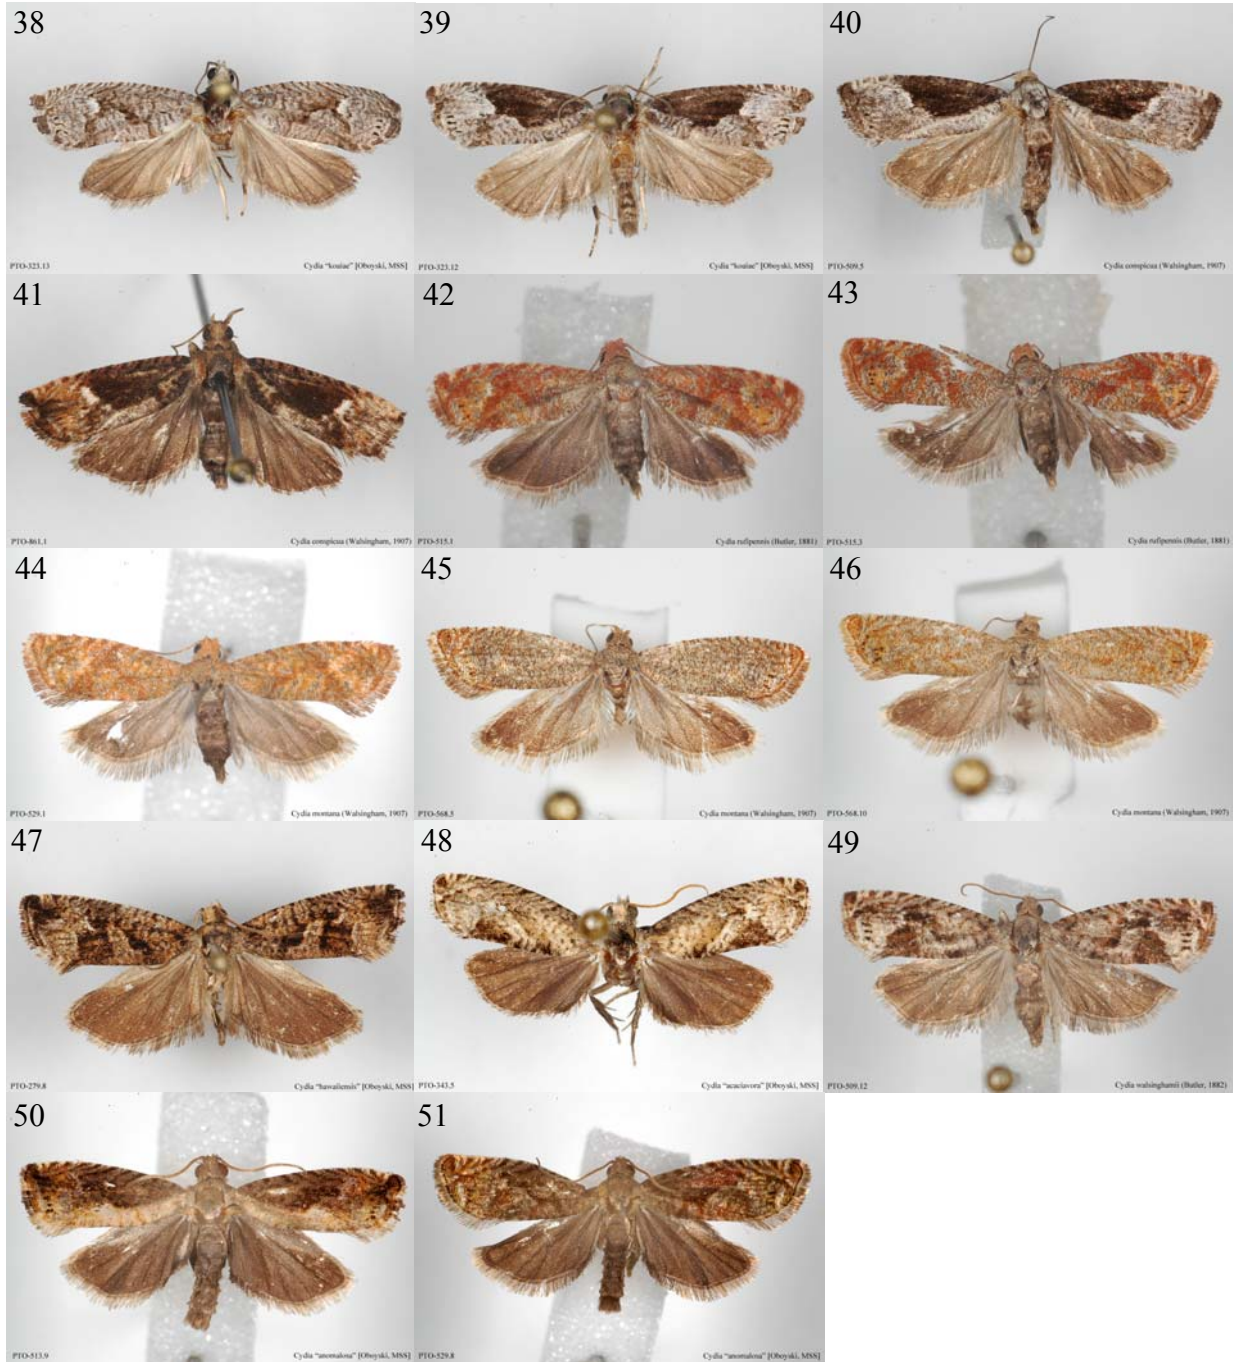 38
PTO-323.13 Cydia "kouiae" [Oboyski, MSS]
39
PTO-323.12 Cydia "kouiae" [Oboyski, MSS]
40
PTO-509.5 Cydia conspicua (Walsingham, 1907)
41
PTO-861.1 Cydia conspicua (Walsingham, 1907)
42
PTO-515.1 Cydia rufipennis (Butler, 1881)
43
PTO-515.3 Cydia rufipennis (Butler, 1881)
44
PTO-529.1 Cydia montana (Walsingham, 1907)
45
PTO-568.5 Cydia montana (Walsingham, 1907)
46
PTO-568.10 Cydia montana (Walsingham, 1907)
47
PTO-279.8 Cydia "hawaiiensis" [Oboyski, MSS]
48
PTO-343.5 Cydia "acaciavora" [Oboyski, MSS]
49
PTO-509.12 Cydia walsinghamii (Butler, 1882)
50
PTO-513.9 Cydia "anomalosa" [Oboyski, MSS]
51
PTO-529.8 Cydia "anomalosa" [Oboyski, MSS]